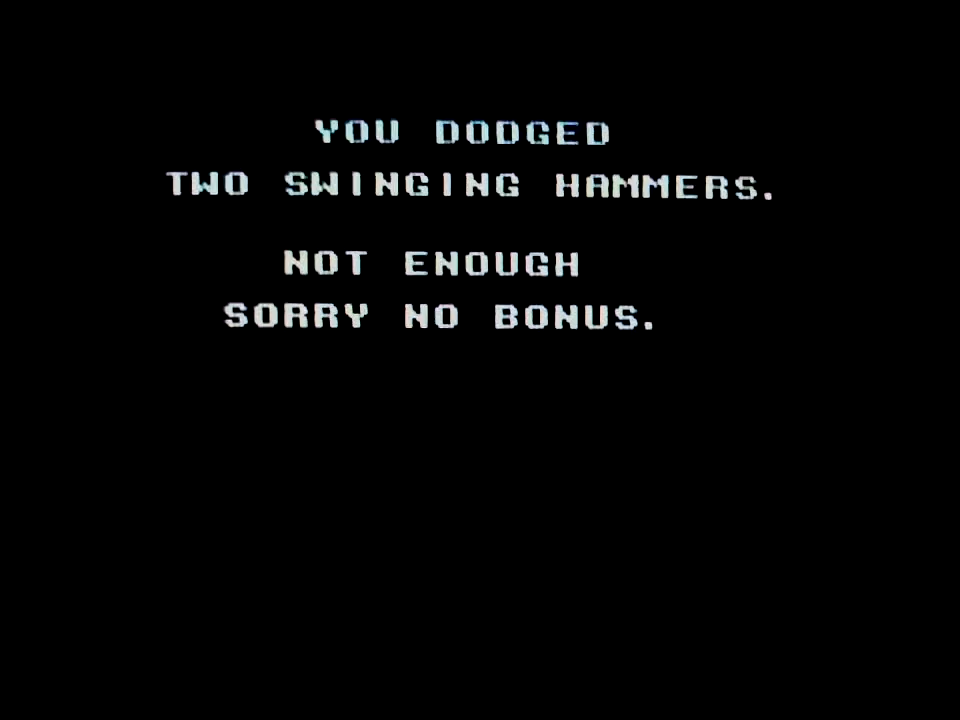 YOU DODGED
TWO SWINGING HAMMERS.
NOT ENOUGH
SORRY NO BONUS.